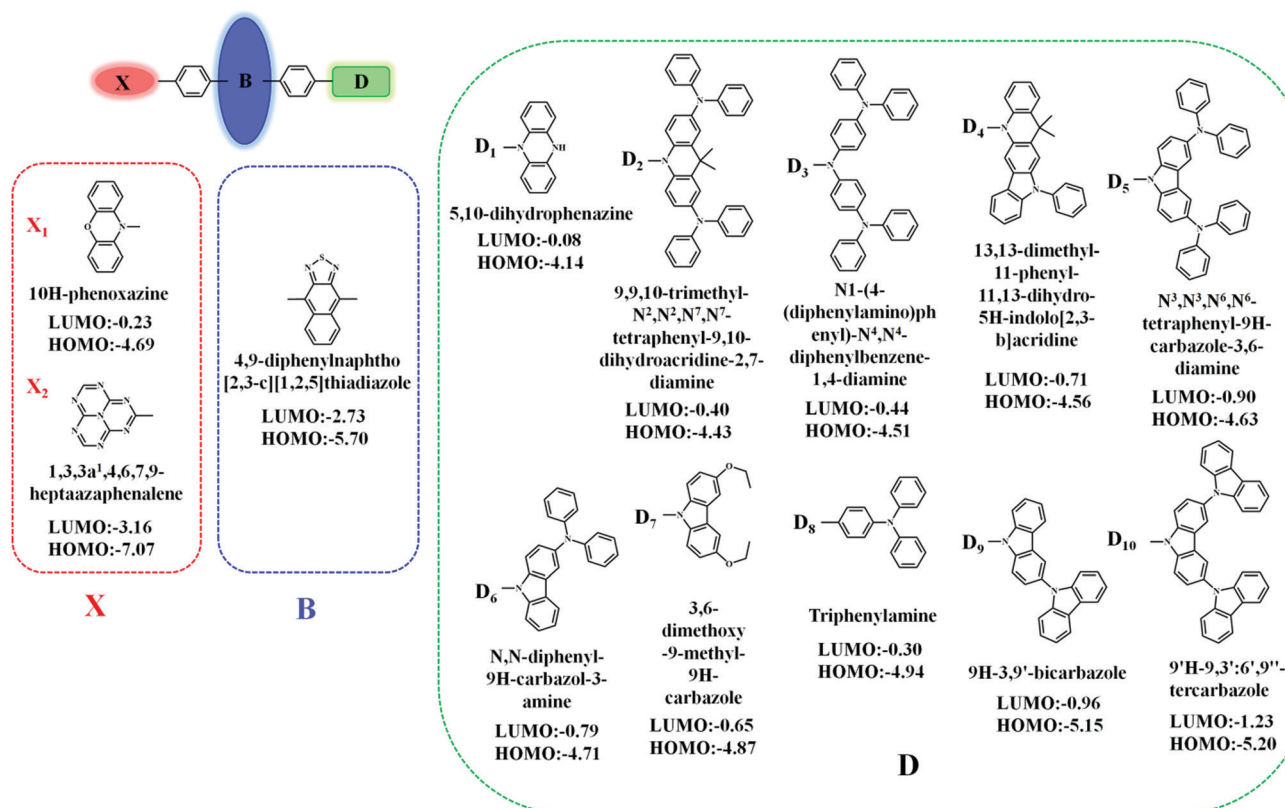 X
B
D
X₁
O
N
10H-phenoxazine
LUMO:-0.23
HOMO:-4.69
X₂
N
N
N
N
N
N
N
1,3,3a¹,4,6,7,9-
heptaazaphenalene
LUMO:-3.16
HOMO:-7.07
X
S
N
N
4,9-diphenylnaphtho
[2,3-c][1,2,5]thiadiazole
LUMO:-2.73
HOMO:-5.70
B
D₁
N
NH
5,10-dihydrophenazine
LUMO:-0.08
HOMO:-4.14
D₂
N
N
N
9,9,10-trimethyl-
N²,N²,N⁷,N⁷-
tetraphenyl-9,10-
dihydroacridine-2,7-
diamine
LUMO:-0.40
HOMO:-4.43
D₃
N
N
N
N1-(4-
(diphenylamino)ph
enyl)-N⁴,N⁴-
diphenylbenzene-
1,4-diamine
LUMO:-0.44
HOMO:-4.51
D₄
N
N
13,13-dimethyl-
11-phenyl-
11,13-dihydro-
5H-indolo[2,3-
b]acridine
LUMO:-0.71
HOMO:-4.56
D₅
N
N
N
N³,N³,N⁶,N⁶-
tetraphenyl-9H-
carbazole-3,6-
diamine
LUMO:-0.90
HOMO:-4.63
D₆
N
N
N,N-diphenyl-
9H-carbazol-3-
amine
LUMO:-0.79
HOMO:-4.71
D₇
N
O
O
3,6-
dimethoxy
-9-methyl-
9H-
carbazole
LUMO:-0.65
HOMO:-4.87
D₈
N
Triphenylamine
LUMO:-0.30
HOMO:-4.94
D₉
N
N
9H-3,9'-bicarbazole
LUMO:-0.96
HOMO:-5.15
D₁₀
N
N
N
9'H-9,3':6',9''-
tercarbazole
LUMO:-1.23
HOMO:-5.20
D